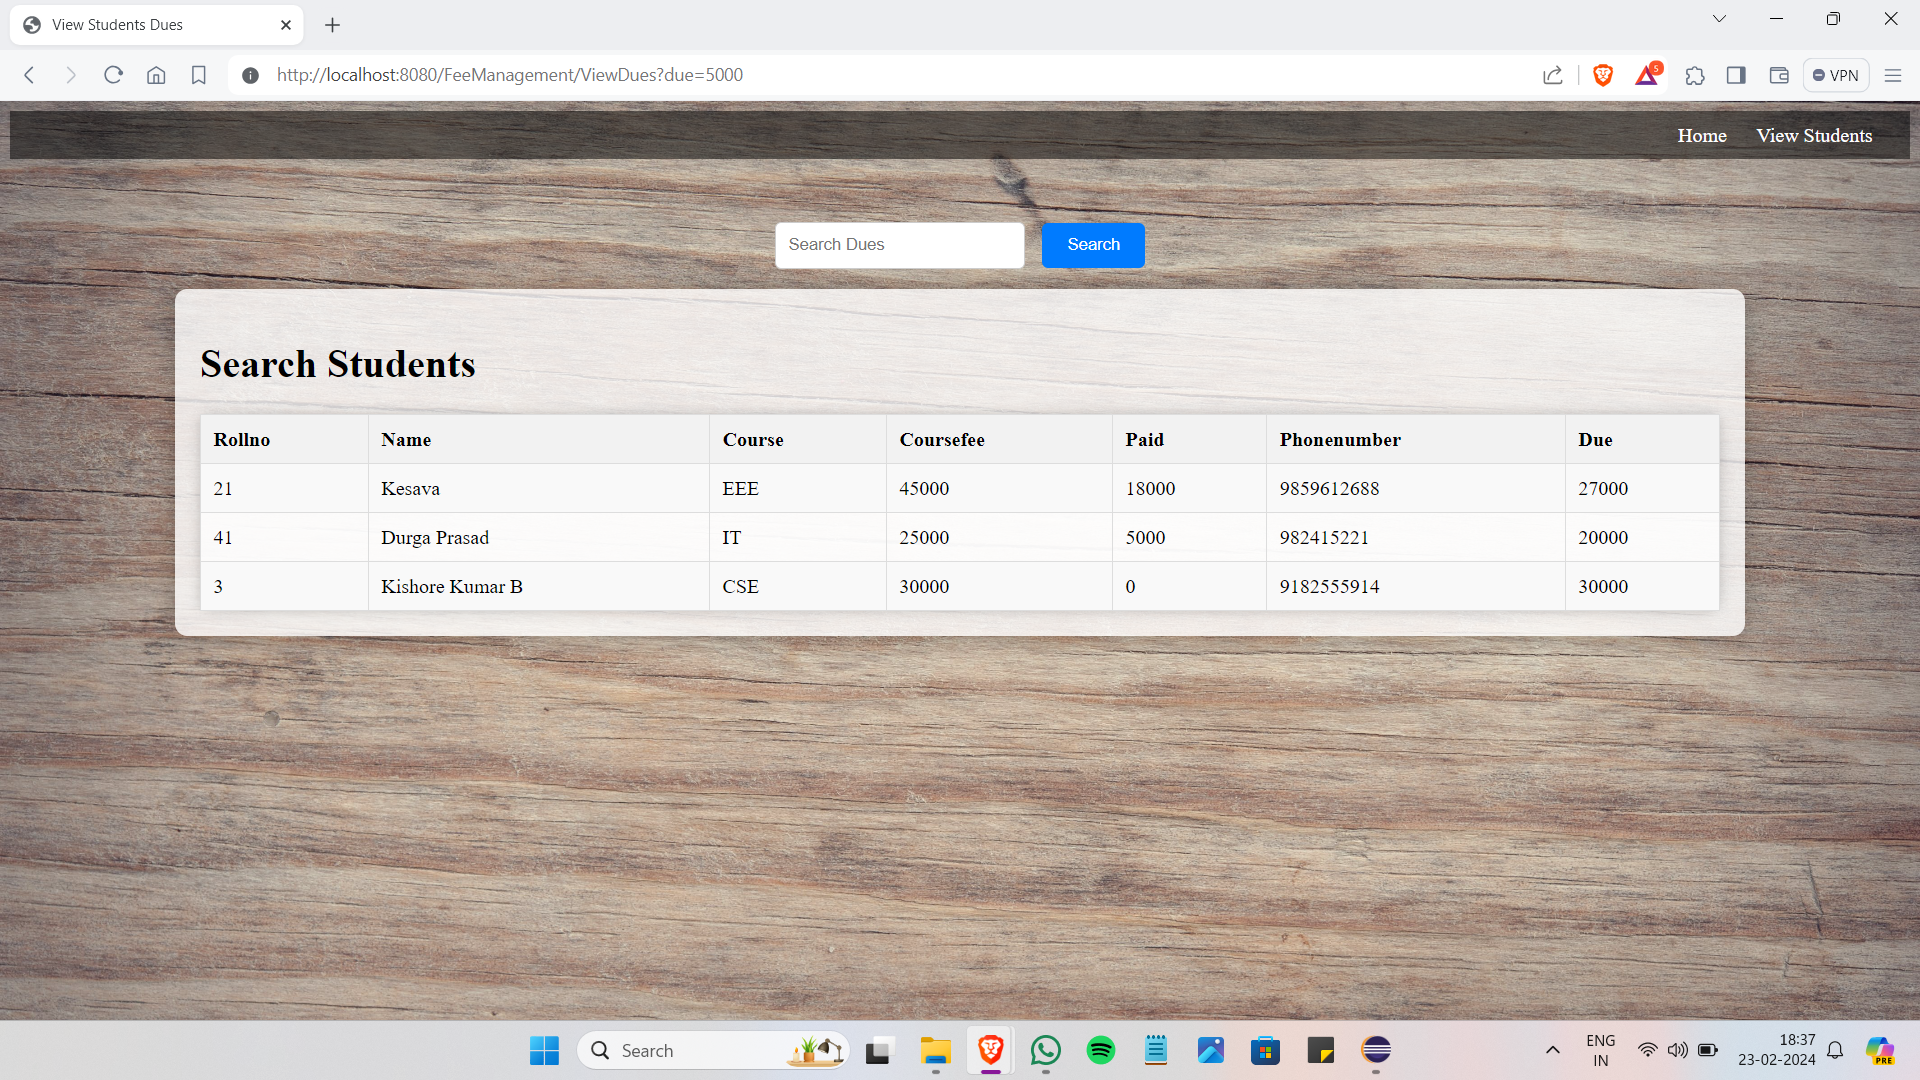 View Students Dues
http://localhost:8080/FeeManagement/ViewDues?due=5000
5
VPN
Home View Students
Search Dues Search
Search Students
Rollno Name Course Coursefee Paid Phonenumber Due
21 Kesava EEE 45000 18000 9859612688 27000
41 Durga Prasad IT 25000 5000 982415221 20000
3 Kishore Kumar B CSE 30000 0 9182555914 30000
Search
ENG
IN
18:37
23-02-2024
PRE